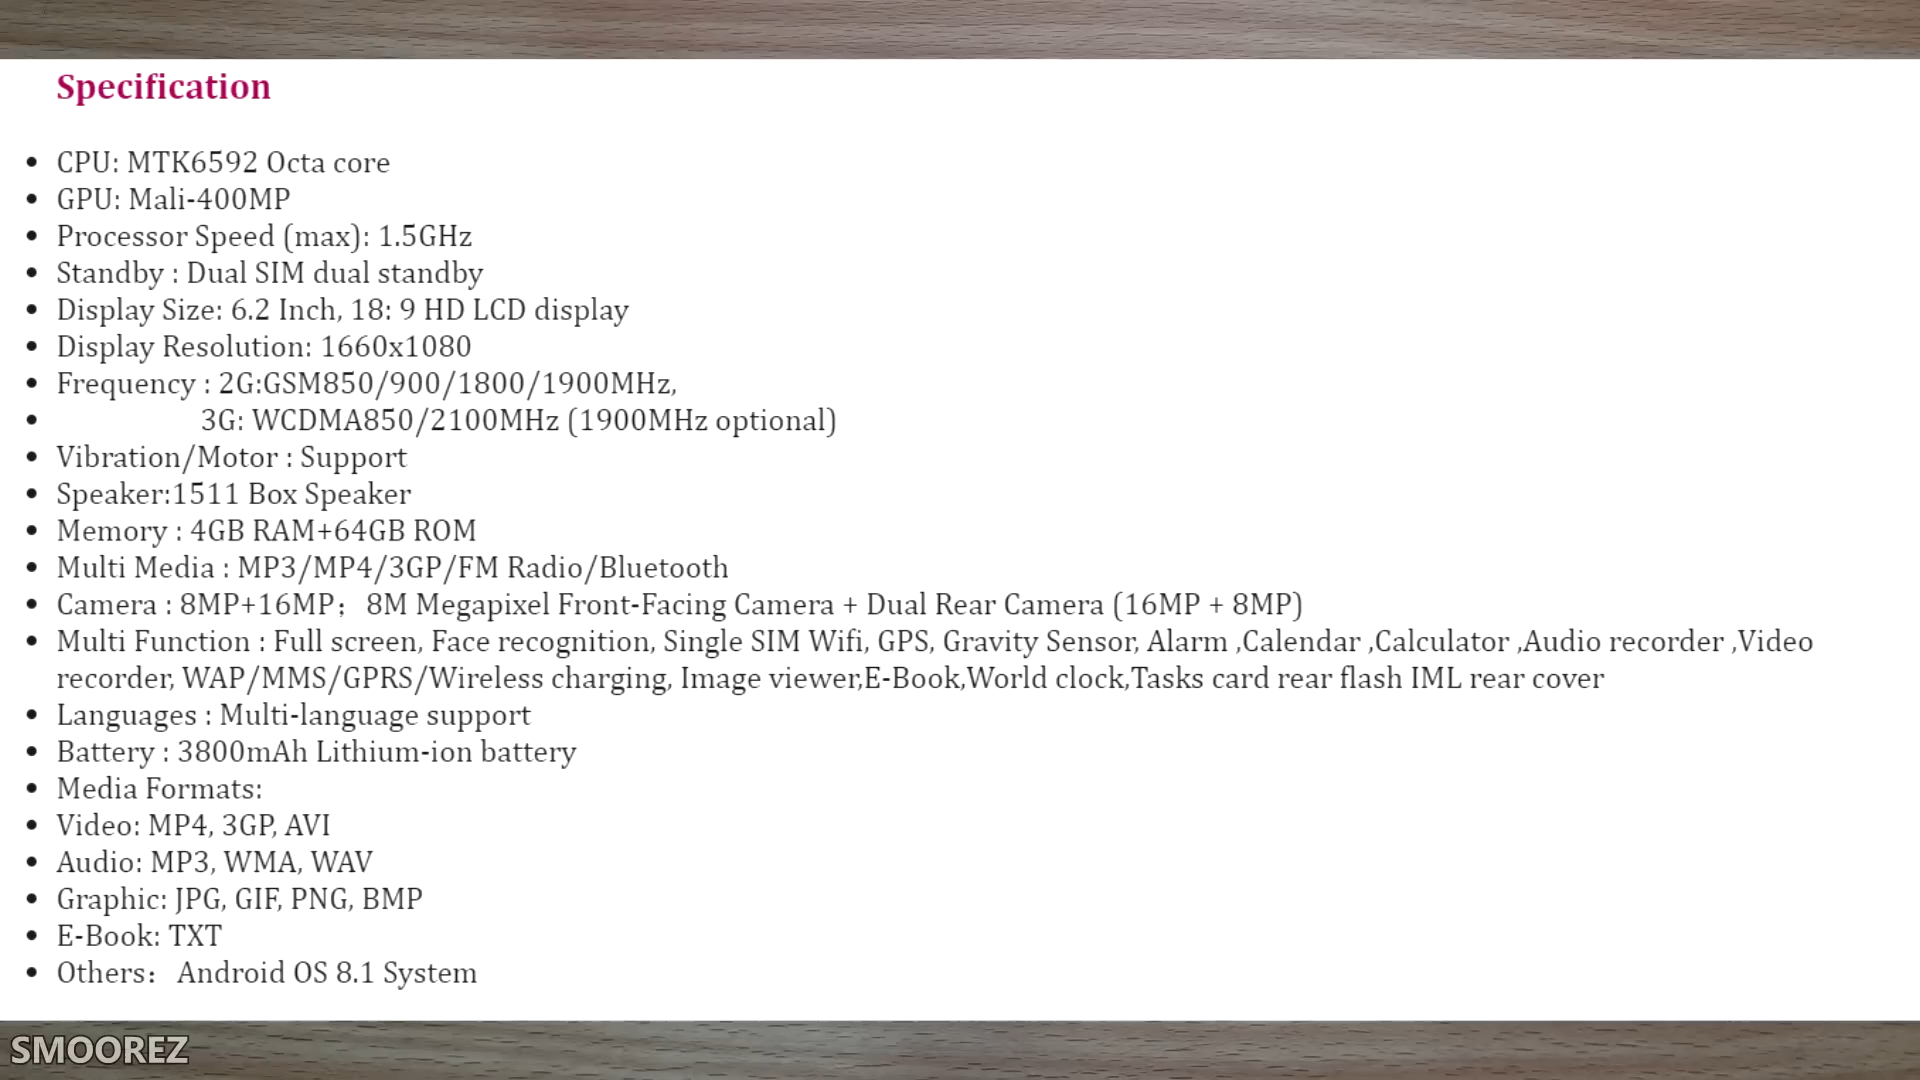 Specification
• CPU: MTK6592 Octa core
• GPU: Mali-400MP
• Processor Speed (max): 1.5GHz
• Standby : Dual SIM dual standby
• Display Size: 6.2 Inch, 18: 9 HD LCD display
• Display Resolution: 1660x1080
• Frequency : 2G:GSM850/900/1800/1900MHz,
• 3G: WCDMA850/2100MHz (1900MHz optional)
• Vibration/Motor : Support
• Speaker:1511 Box Speaker
• Memory : 4GB RAM+64GB ROM
• Multi Media : MP3/MP4/3GP/FM Radio/Bluetooth
• Camera : 8MP+16MP；8M Megapixel Front-Facing Camera + Dual Rear Camera (16MP + 8MP)
• Multi Function : Full screen, Face recognition, Single SIM Wifi, GPS, Gravity Sensor, Alarm ,Calendar ,Calculator ,Audio recorder ,Video
recorder, WAP/MMS/GPRS/Wireless charging, Image viewer,E-Book,World clock,Tasks card rear flash IML rear cover
• Languages : Multi-language support
• Battery : 3800mAh Lithium-ion battery
• Media Formats:
• Video: MP4, 3GP, AVI
• Audio: MP3, WMA, WAV
• Graphic: JPG, GIF, PNG, BMP
• E-Book: TXT
• Others：Android OS 8.1 System
SMOOREZ